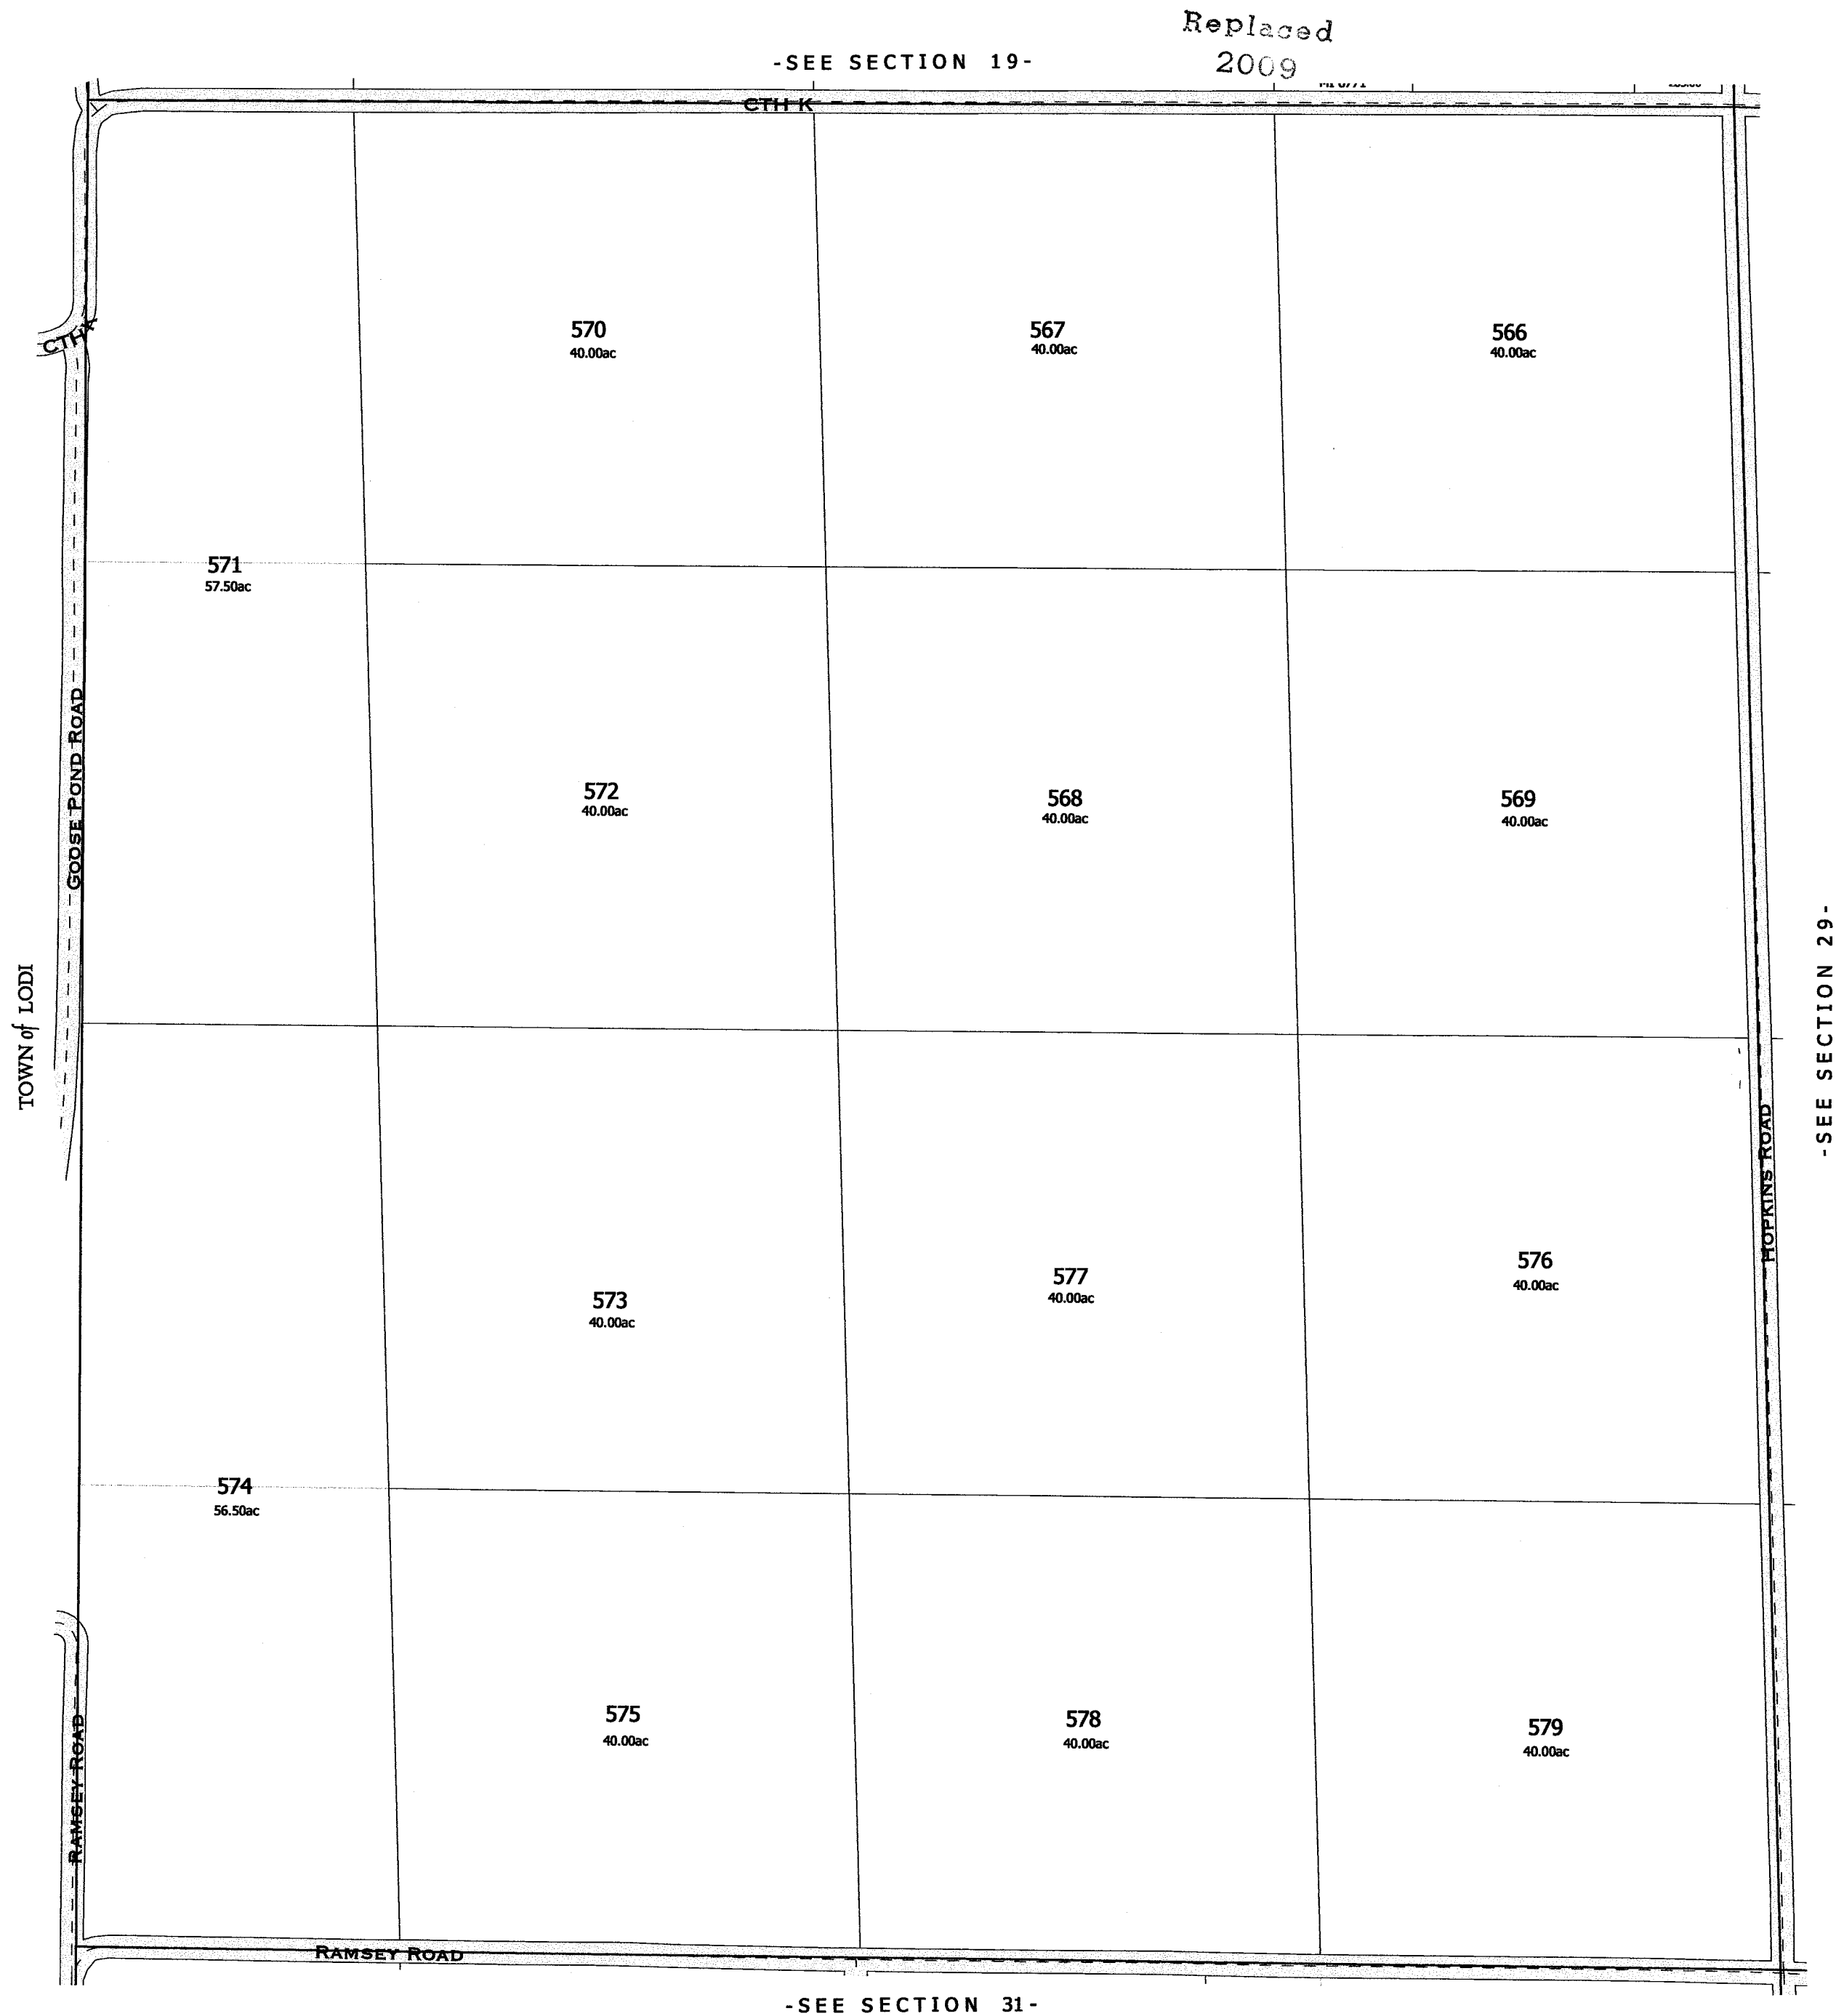 Replaced
2009
-SEE SECTION 19-
CTH K
CTH K
570
40.00ac
567
40.00ac
566
40.00ac
571
57.50ac
GOOSE POND ROAD
572
40.00ac
568
40.00ac
569
40.00ac
TOWN of LODI
-SEE SECTION 29-
HOPKINS ROAD
573
40.00ac
577
40.00ac
576
40.00ac
574
56.50ac
RAMSEY ROAD
575
40.00ac
578
40.00ac
579
40.00ac
RAMSEY ROAD
-SEE SECTION 31-